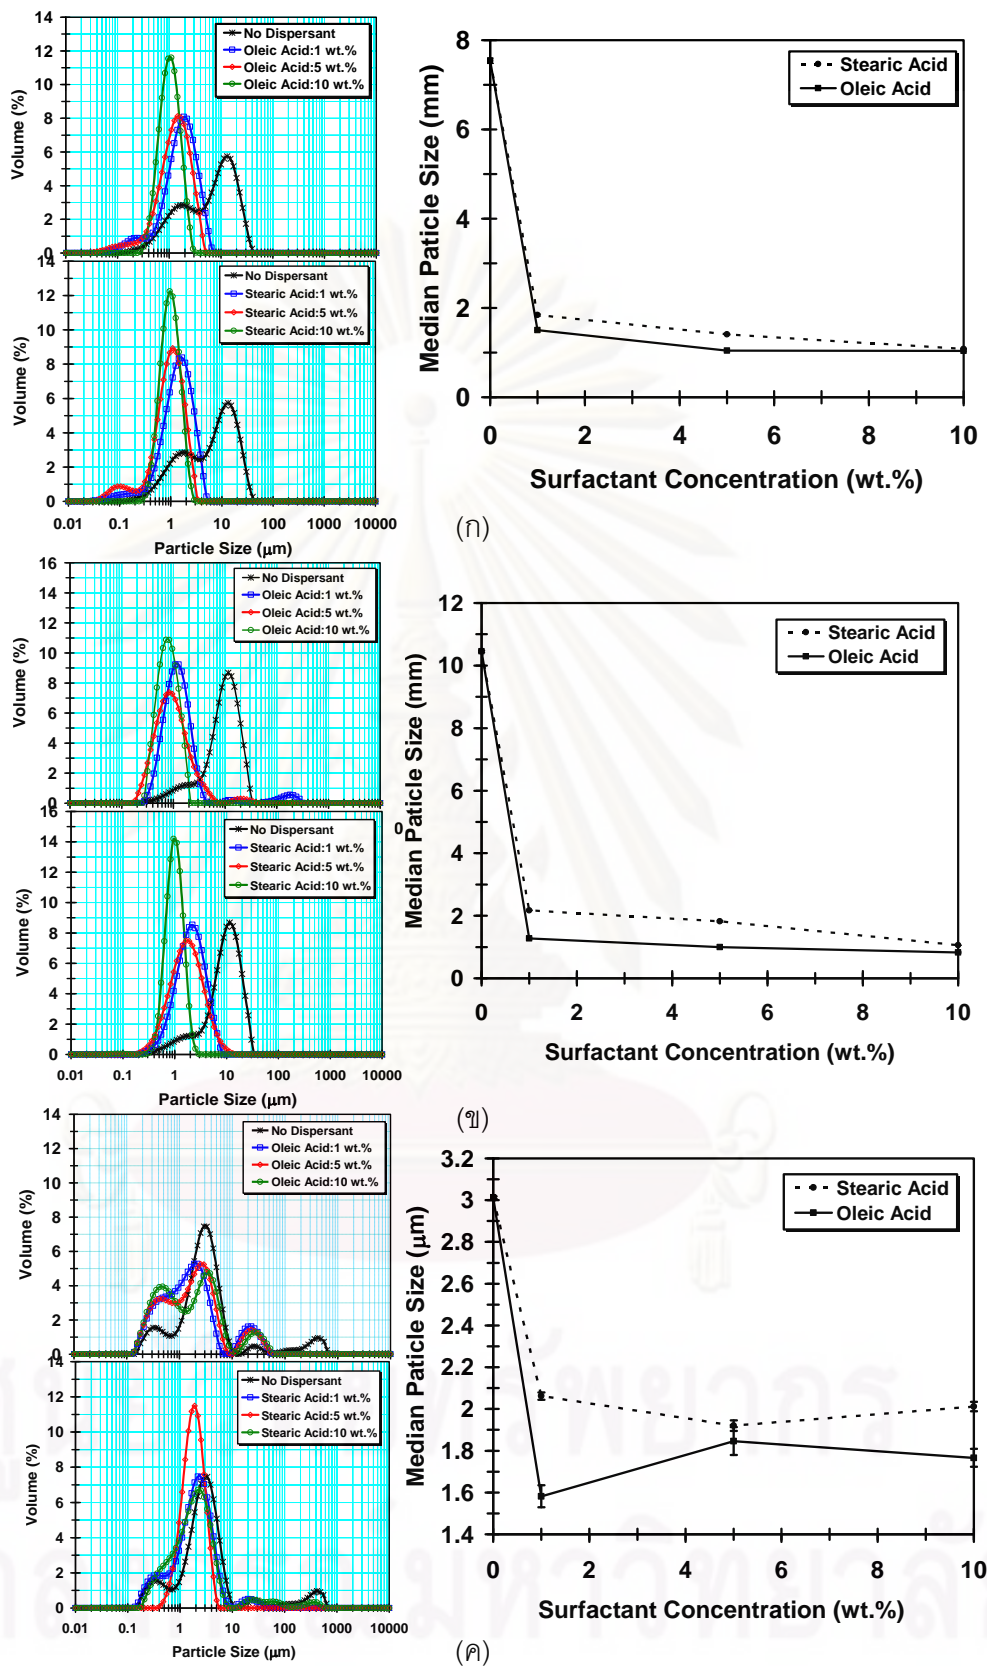 14
12
10
8
6
4
2
0
Volume (%)
No Dispersant
Oleic Acid:1 wt.%
Oleic Acid:5 wt.%
Oleic Acid:10 wt.%
14
12
10
8
6
4
2
0
Volume (%)
No Dispersant
Stearic Acid:1 wt.%
Stearic Acid:5 wt.%
Stearic Acid:10 wt.%
0.01 0.1 1 10 100 1000 10000
Particle Size (μm)
8
6
4
2
0
Median Paticle Size (mm)
Stearic Acid
Oleic Acid
0 2 4 6 8 10
Surfactant Concentration (wt.%)
(ก)
16
14
12
10
8
6
4
2
0
Volume (%)
No Dispersant
Oleic Acid:1 wt.%
Oleic Acid:5 wt.%
Oleic Acid:10 wt.%
0.01 0.1 1 10 100 1000 10000
16
14
12
10
8
6
4
2
0
Volume (%)
No Dispersant
Stearic Acid:1 wt.%
Stearic Acid:5 wt.%
Stearic Acid:10 wt.%
0
0.01 0.1 1 10 100 1000 10000
Particle Size (μm)
12
10
8
6
4
2
0
Median Paticle Size (mm)
Stearic Acid
Oleic Acid
0 2 4 6 8 10
Surfactant Concentration (wt.%)
(ข)
14
12
10
8
6
4
2
0
Volume (%)
No Dispersant
Oleic Acid:1 wt.%
Oleic Acid:5 wt.%
Oleic Acid:10 wt.%
14
12
10
8
6
4
2
0
Volume (%)
No Dispersant
Stearic Acid:1 wt.%
Stearic Acid:5 wt.%
Stearic Acid:10 wt.%
0.01 0.1 1 10 100 1000 10000
Particle Size (μm)
3.2
3
2.8
2.6
2.4
2.2
2
1.8
1.6
1.4
Median Paticle Size (μm)
Stearic Acid
Oleic Acid
0 2 4 6 8 10
Surfactant Concentration (wt.%)
(ค)